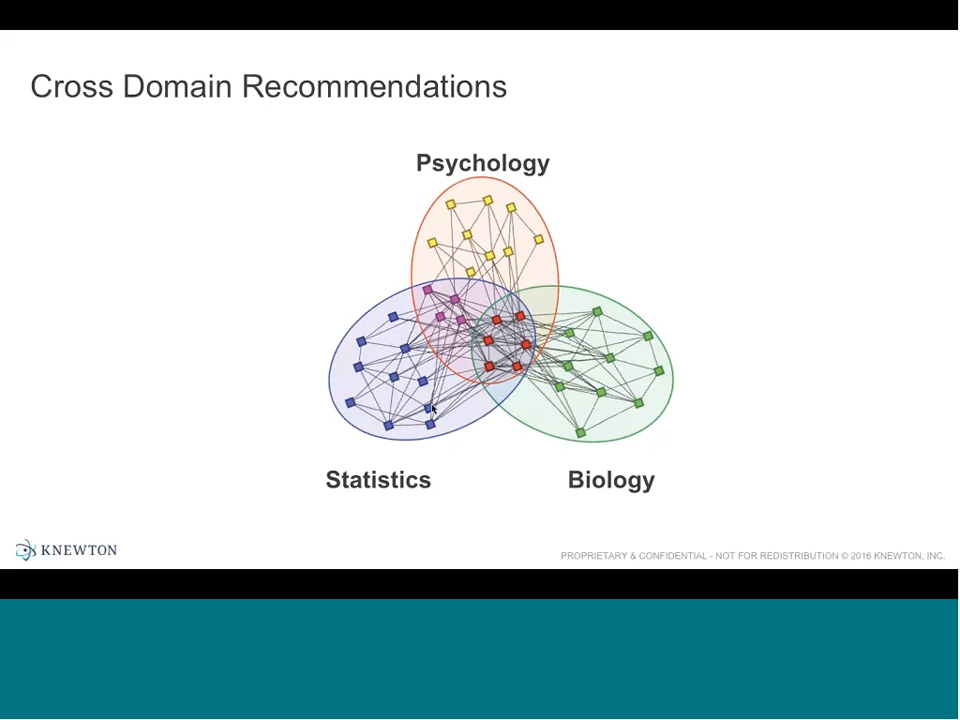 Cross Domain Recommendations
Psychology
Statistics
Biology
KNEWTON
PROPRIETARY & CONFIDENTIAL - NOT FOR REDISTRIBUTION © 2016 KNEWTON, INC.